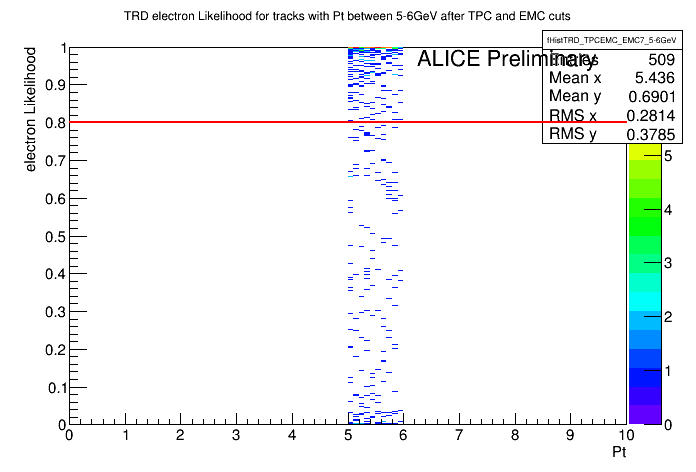 TRD electron Likelihood for tracks with Pt between 5-6GeV after TPC and EMC cuts
fHistTRD_TPCEMC_EMC7_5-6GeV
ALICE Preliminary
Entries 509
Mean x 5.436
Mean y 0.6901
RMS x 0.2814
RMS y 0.3785
electron Likelihood
1
0.9
0.8
0.7
0.6
0.5
0.4
0.3
0.2
0.1
0
0 1 2 3 4 5 6 7 8 9 10
Pt
5
4
3
2
1
0